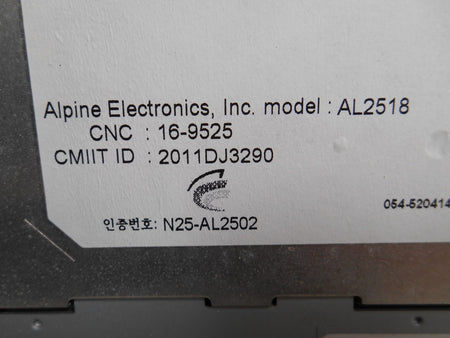 Alpine Electronics, Inc. model : AL2518
CNC : 16-9525
CMIIT ID : 2011DJ3290
054-520414
인증번호: N25-AL2502